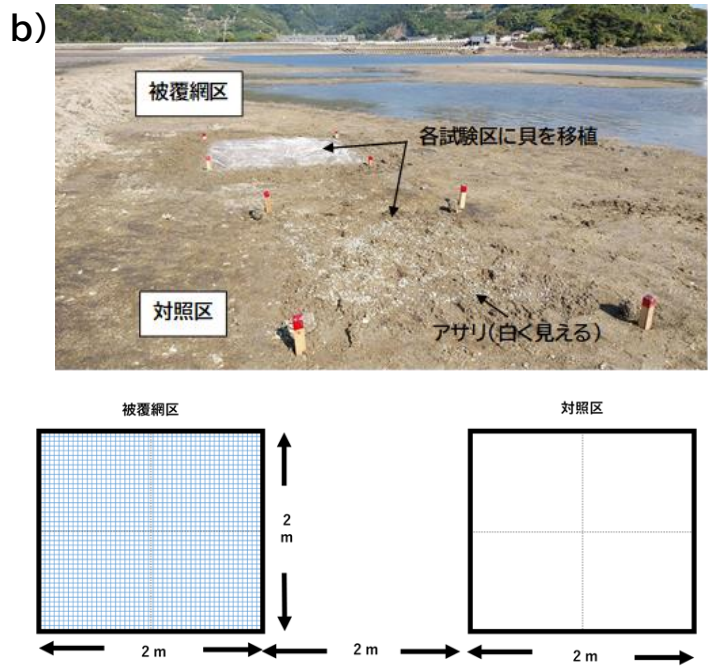 b)
被覆網区
各試験区に貝を移植
対照区
アサリ(白く見える)
被覆網区
対照区
2
m
2 m
2 m
2 m